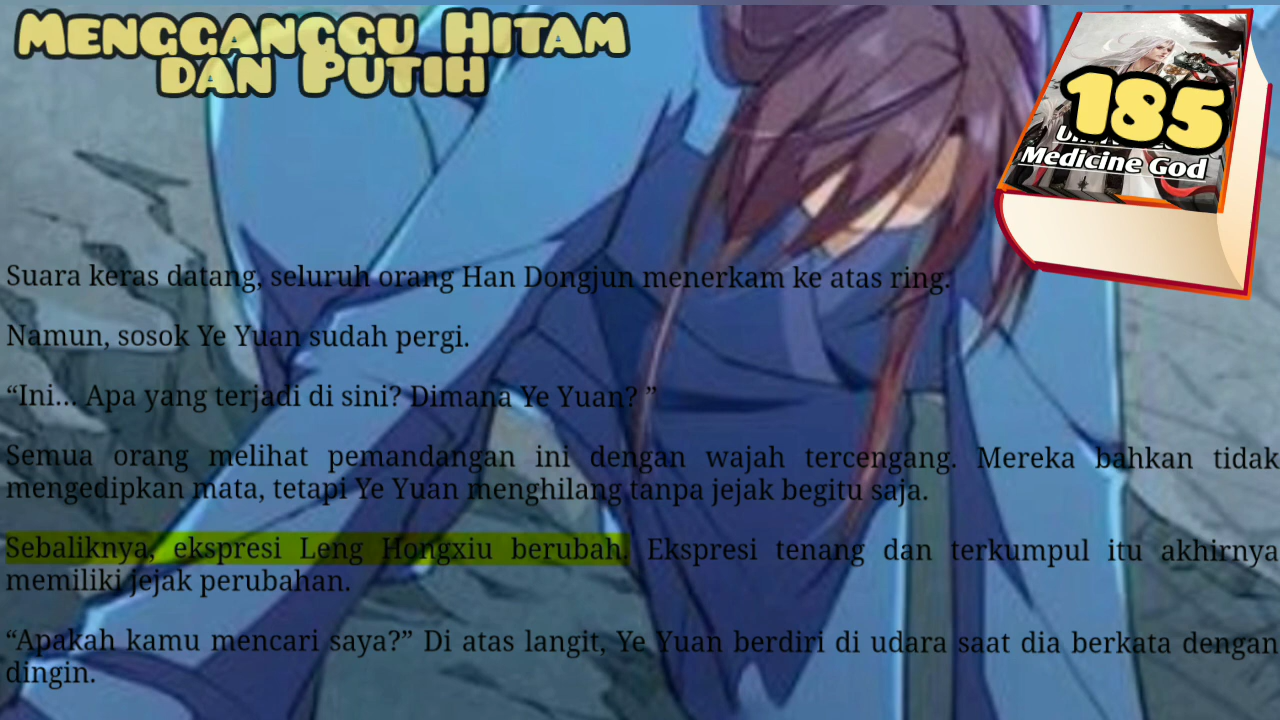 Mengganggu Hitam
dan Putih
185
Medicine God
Suara keras datang, seluruh orang Han Dongjun menerkam ke atas ring.
Namun, sosok Ye Yuan sudah pergi.
“Ini... Apa yang terjadi di sini? Dimana Ye Yuan? ”
Semua orang melihat pemandangan ini dengan wajah tercengang. Mereka bahkan tidak
mengedipkan mata, tetapi Ye Yuan menghilang tanpa jejak begitu saja.
Sebaliknya, ekspresi Leng Hongxiu berubah. Ekspresi tenang dan terkumpul itu akhirnya
memiliki jejak perubahan.
“Apakah kamu mencari saya?” Di atas langit, Ye Yuan berdiri di udara saat dia berkata dengan
dingin.